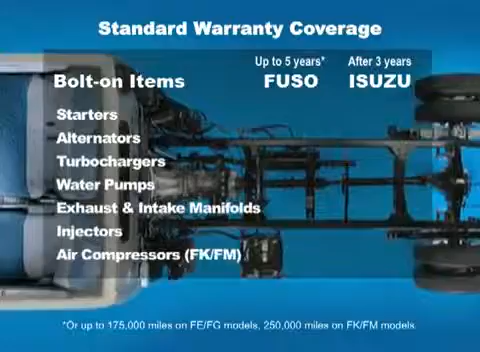 Standard Warranty Coverage
Up to 5 years* After 3 years
Bolt-on Items FUSO ISUZU
Starters
Alternators
Turbochargers
Water Pumps
Exhaust & Intake Manifolds
Injectors
Air Compressors (FK/FM)
*Or up to 175,000 miles on FE/FG models, 250,000 miles on FK/FM models.